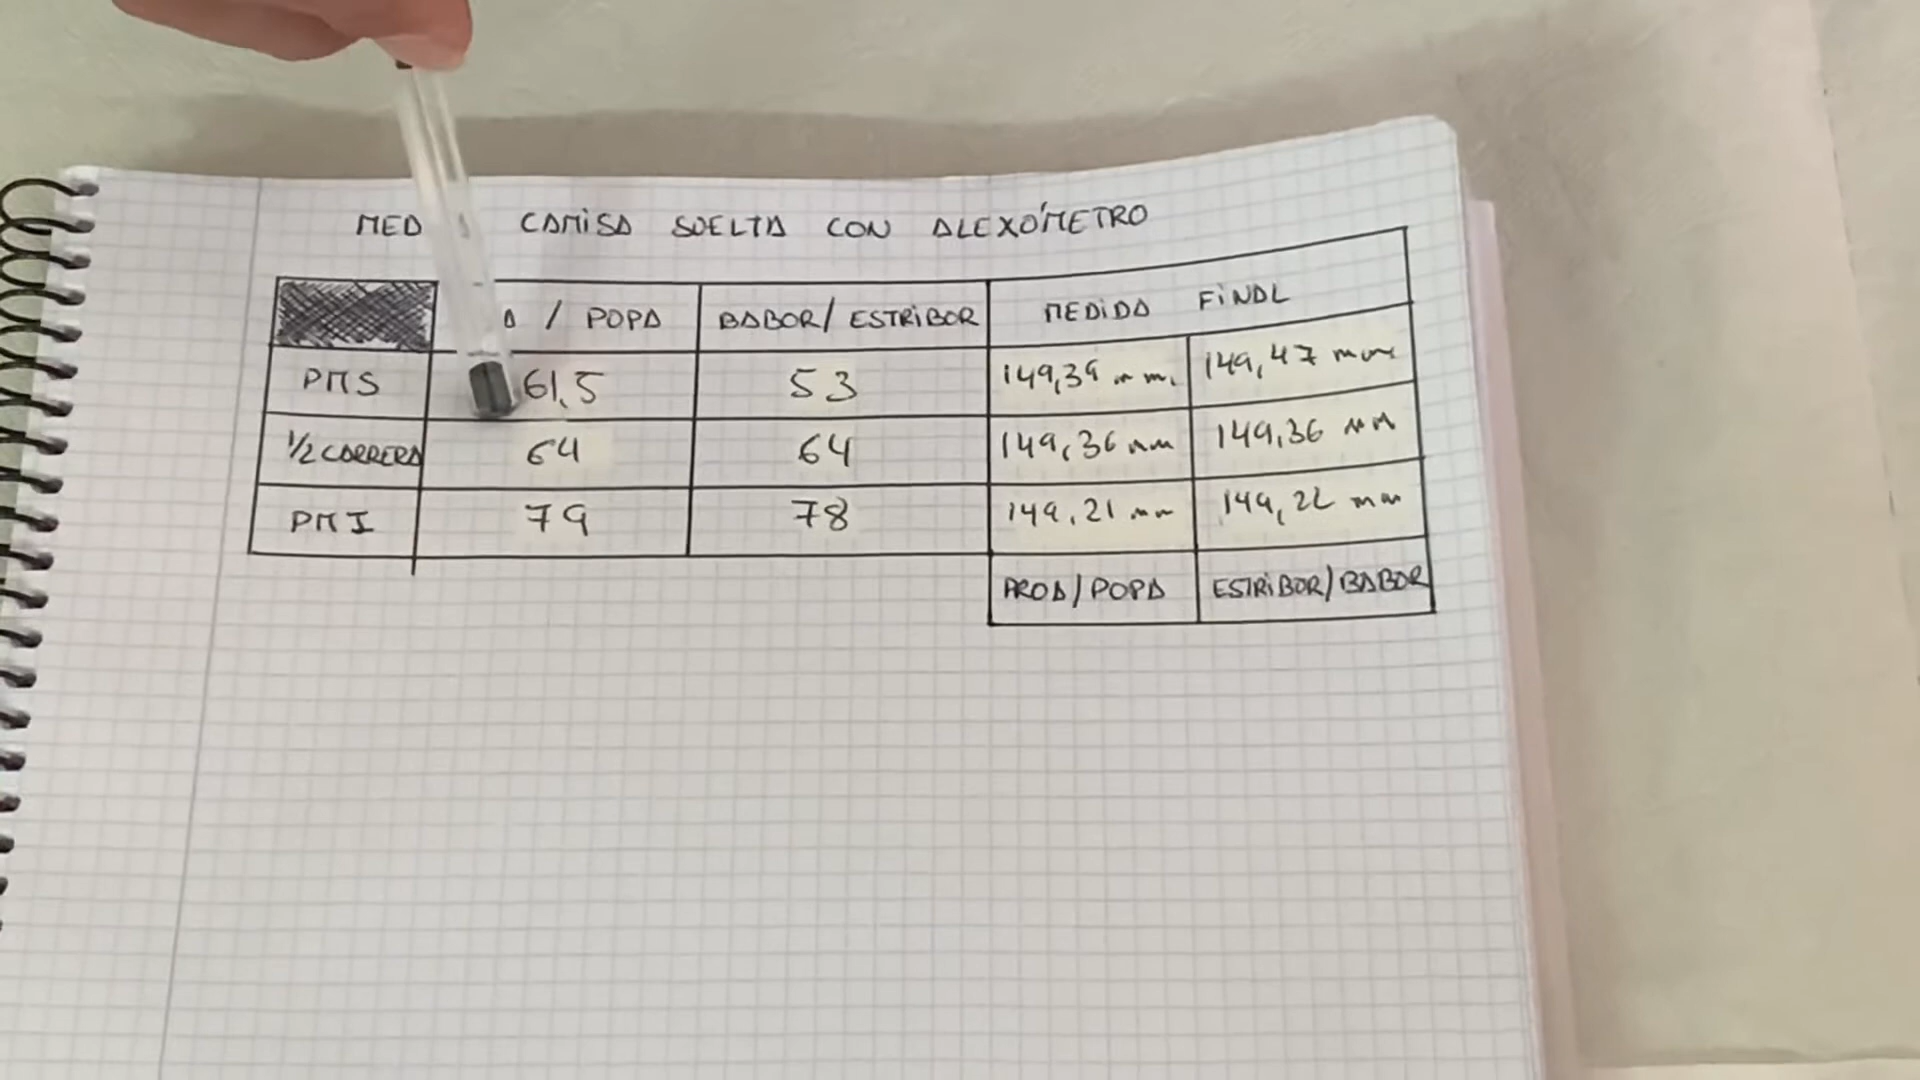 MED CAMISA SUELTA CON ALEXÓMETRO
A / POPA BABOR/ESTRIBOR MEDIDA FINAL
PMS 61,5 53 149,39 mm. 149,47 mm
1/2 CARRERA 64 64 149,36 mm 149,36 mm
PMI 79 78 149,21 mm 149,22 mm
PROA/POPA ESTRIBOR/BABOR